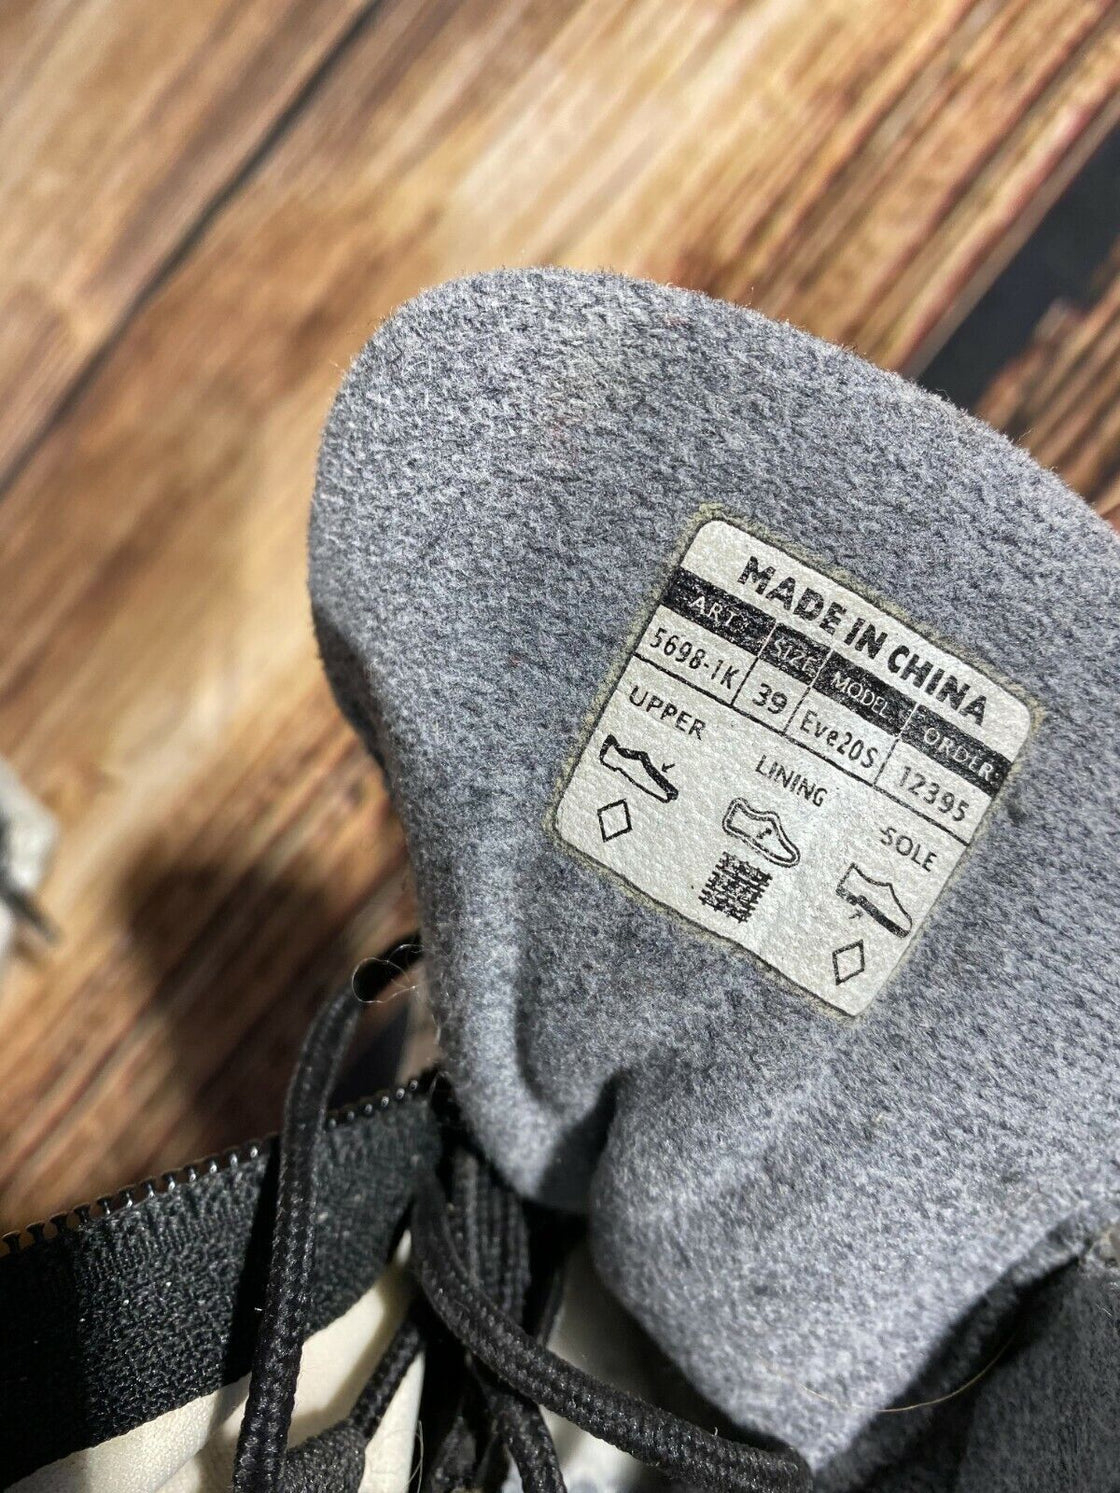 MADE IN CHINA
ART: SIZE MODEL ORDER:
5698-1K 39 Eve20S 12395
UPPER LINING SOLE